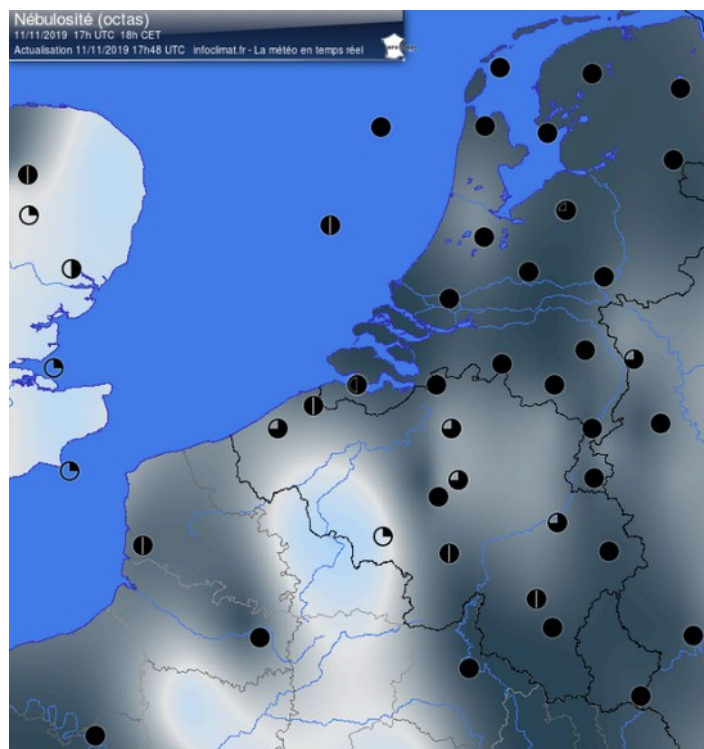 Nébulosité (octas)
11/11/2019 17h UTC 18h CET
Actualisation 11/11/2019 17h48 UTC infoclimat.fr - La météo en temps réel